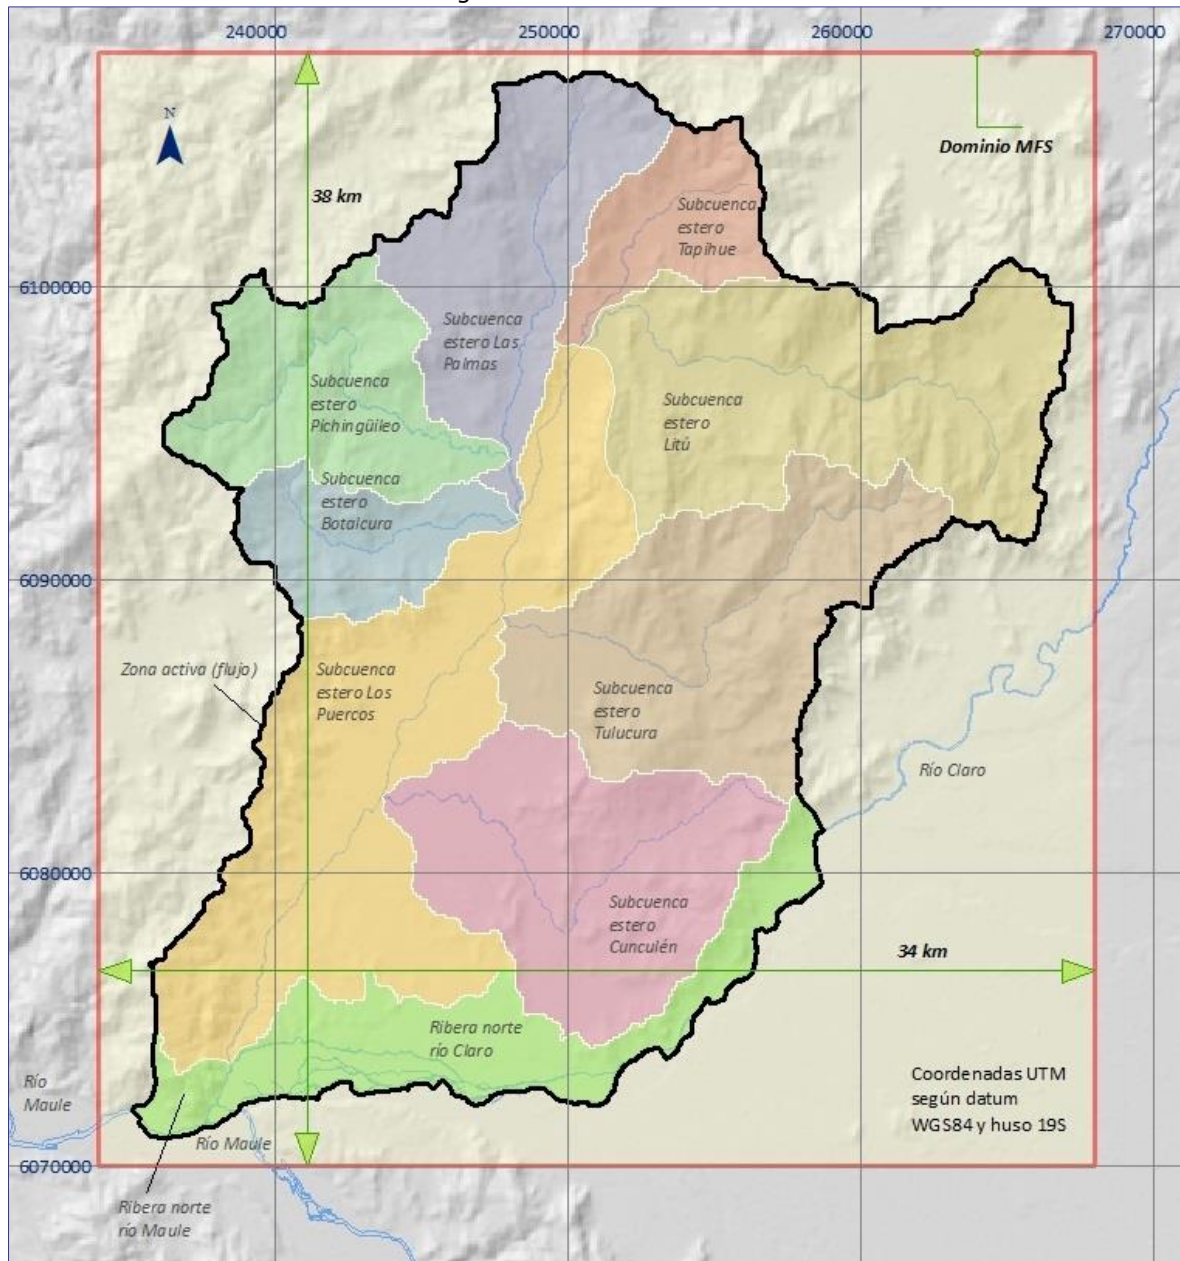 240000
250000
260000
270000
N
Dominio MFS
38 km
Subcuenca
estero
Tapihue
6100000
Subcuenca
estero Las
Palmas
Subcuenca
estero
Pichingüileo
Subcuenca
estero
Litú
Subcuenca
estero
Botalcura
6090000
Zona activa (flujo)
Subcuenca
estero Los
Puercos
Subcuenca
estero
Tulucura
Río Claro
6080000
Subcuenca
estero
Cunculén
34 km
Ribera norte
río Claro
Río
Maule
Coordenadas UTM
según datum
WGS84 y huso 19S
Río Maule
6070000
Ribera norte
río Maule